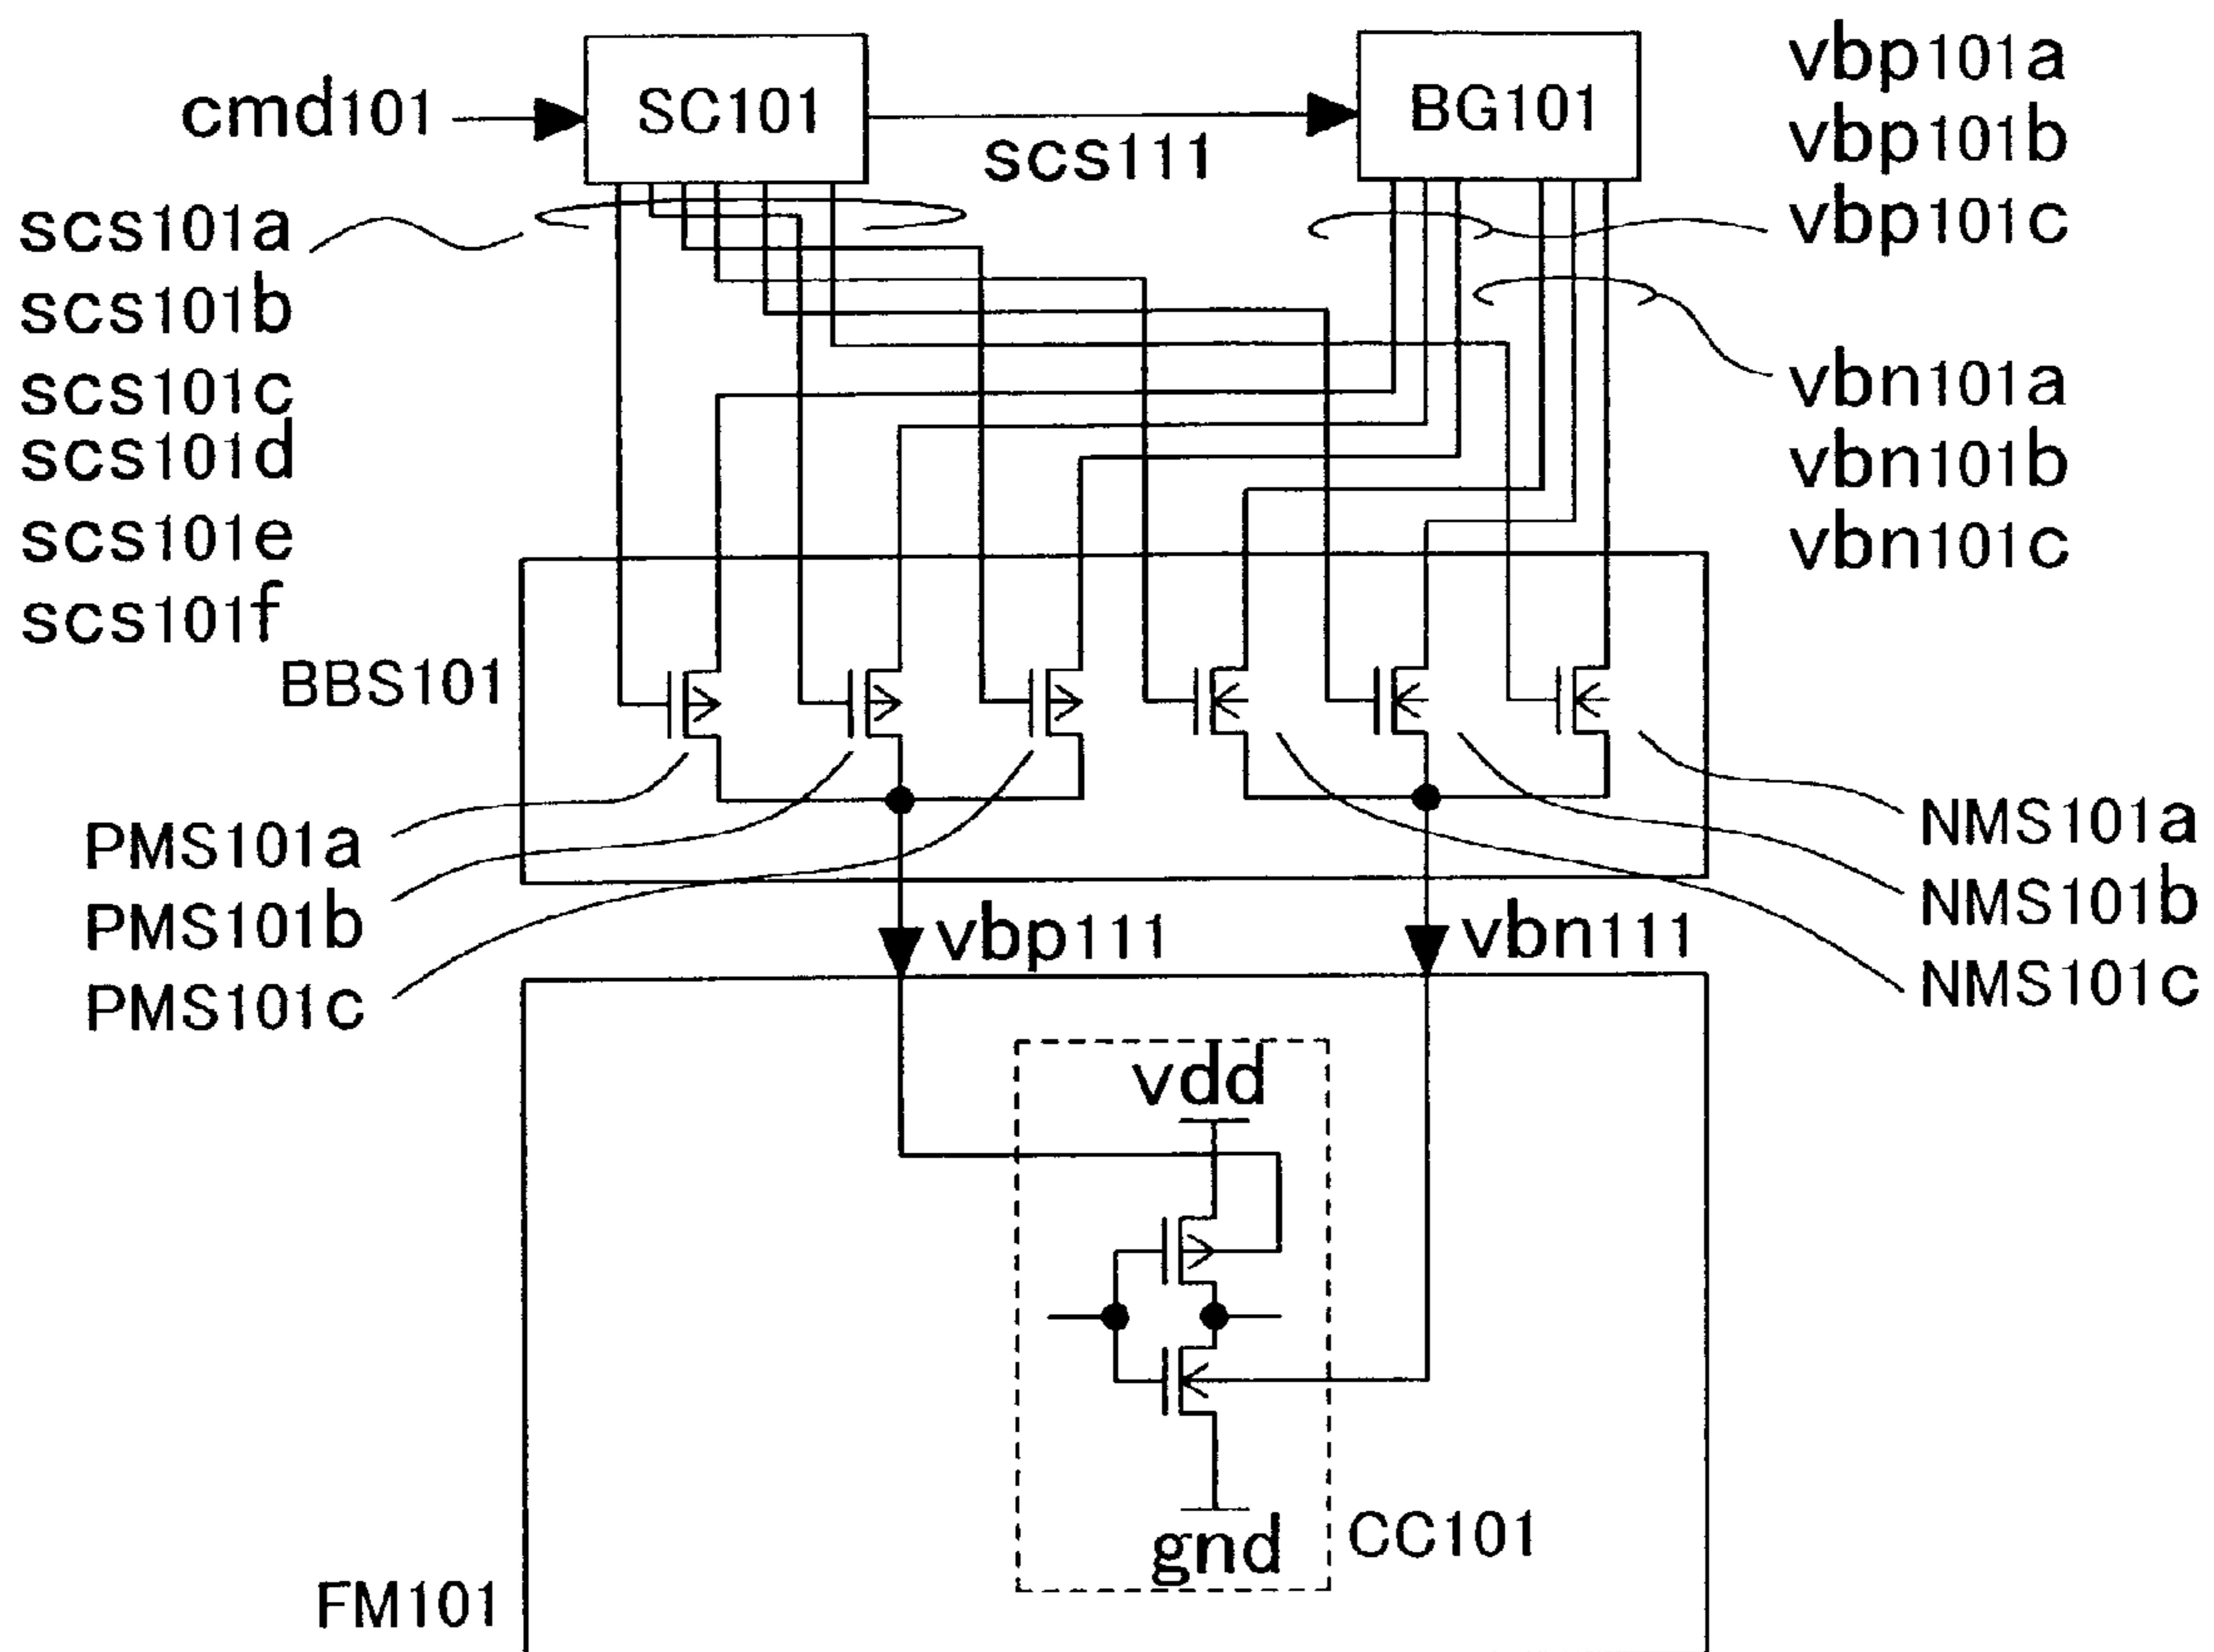 cmd101
SC101
scs111
BG101
vbp101a
vbp101b
vbp101c
scs101a
scs101b
scs101c
scs101d
scs101e
scs101f
vbn101a
vbn101b
vbn101c
BBS101
PMS101a
PMS101b
PMS101c
NMS101a
NMS101b
NMS101c
vbp111
vbn111
vdd
gnd
CC101
FM101